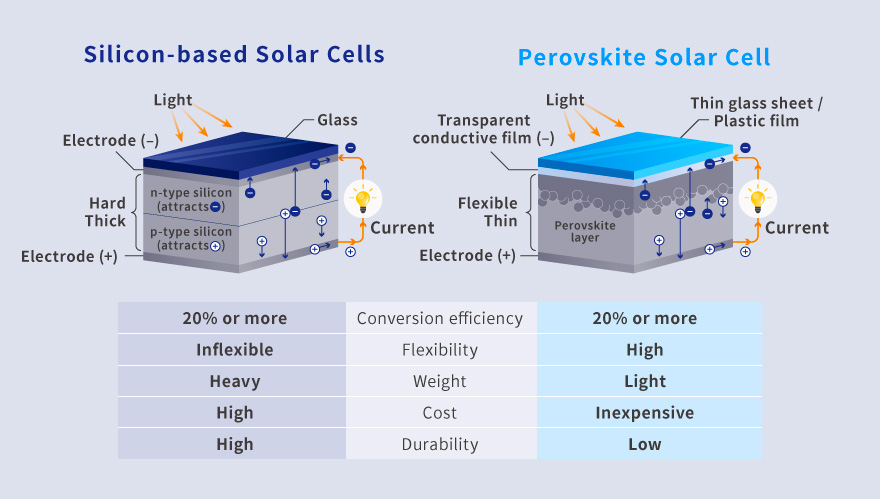 Silicon-based Solar Cells
Light
Glass
Electrode (–)
n-type silicon
(attracts –)
Hard
Thick
p-type silicon
(attracts +)
Current
Electrode (+)
Perovskite Solar Cell
Light
Thin glass sheet /
Plastic film
Transparent
conductive film (–)
Flexible
Thin
Perovskite
layer
Current
Electrode (+)
20% or more Conversion efficiency 20% or more
Inflexible Flexibility High
Heavy Weight Light
High Cost Inexpensive
High Durability Low